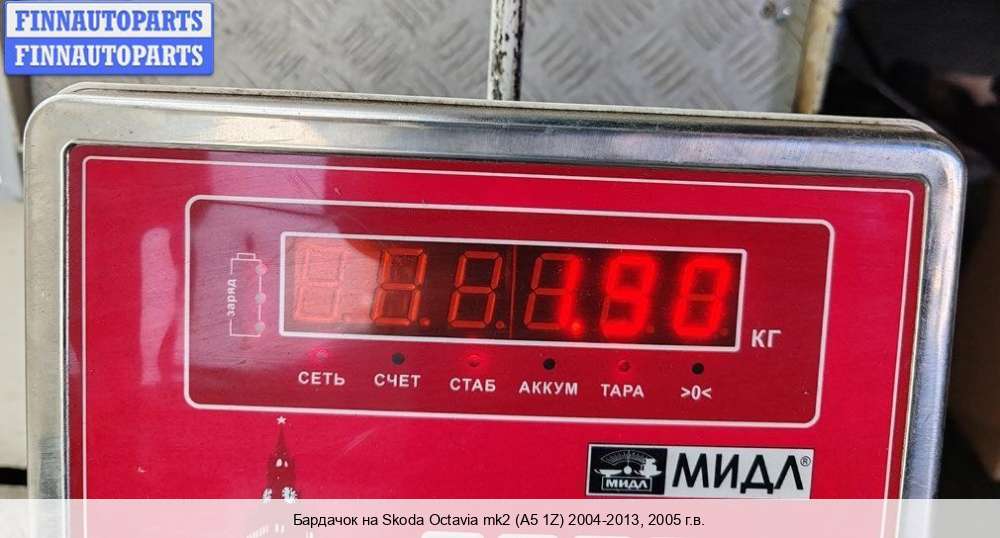 FINNAUTOPARTS
FINNAUTOPARTS
заряд
1.90
КГ
СЕТЬ СЧЕТ СТАБ АККУМ ТАРА >0<
МИДЛ МИДЛ®
Бардачок на Skoda Octavia mk2 (A5 1Z) 2004-2013, 2005 г.в.